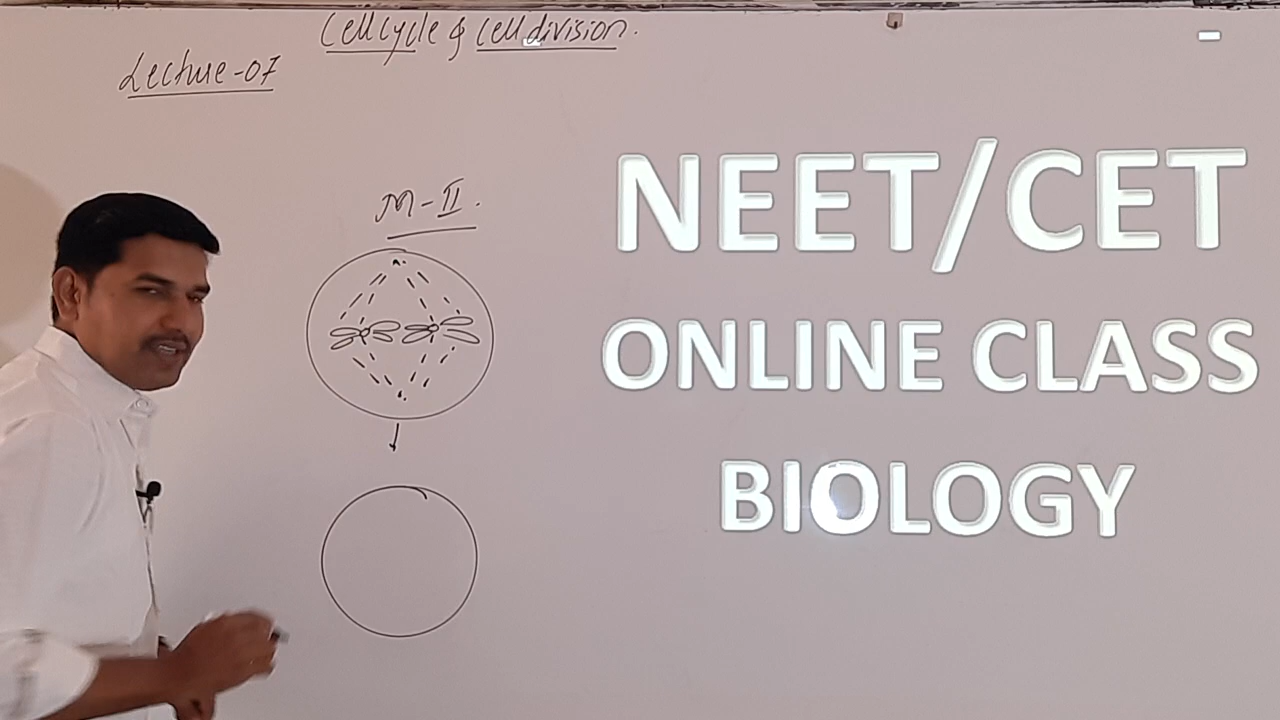 Cell cycle & Cell division.
Lecture-07
M-II.
NEET/CET
ONLINE CLASS
BIOLOGY